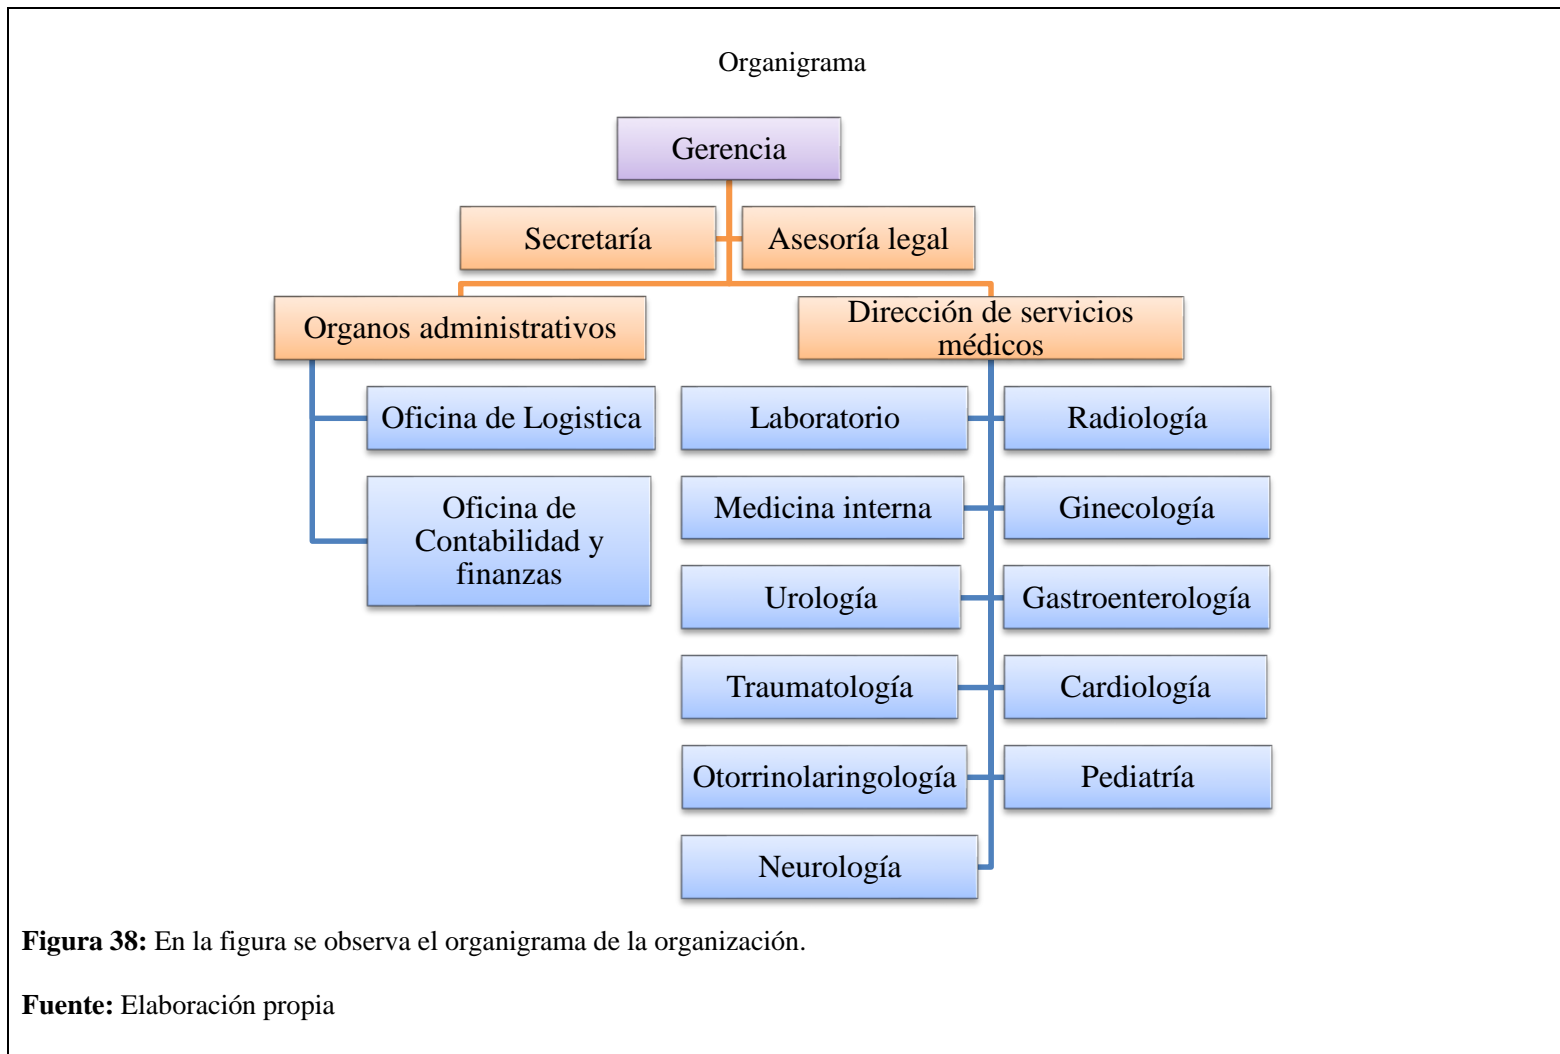 Organigrama
Gerencia
Secretaría
Asesoría legal
Organos administrativos
Dirección de servicios
médicos
Oficina de Logistica
Oficina de
Contabilidad y
finanzas
Laboratorio
Radiología
Medicina interna
Ginecología
Urología
Gastroenterología
Traumatología
Cardiología
Otorrinolaringología
Pediatría
Neurología
Figura 38: En la figura se observa el organigrama de la organización.
Fuente: Elaboración propia